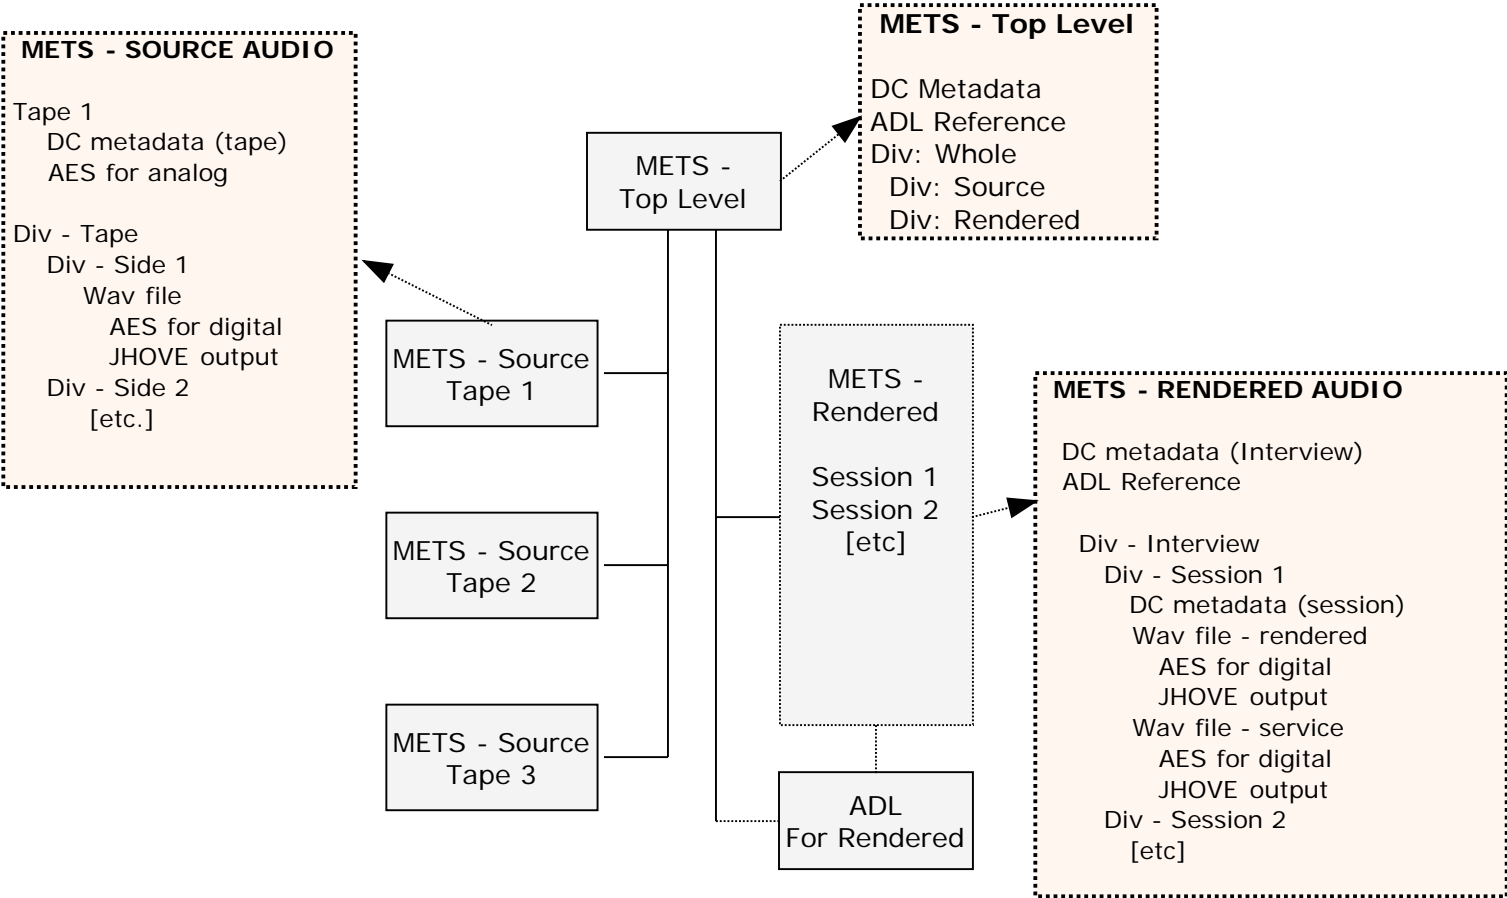 METS - SOURCE AUDIO
Tape 1
DC metadata (tape)
AES for analog
Div - Tape
Div - Side 1
Wav file
AES for digital
JHOVE output
Div - Side 2
[etc.]
METS -
Top Level
METS - Top Level
DC Metadata
ADL Reference
Div: Whole
Div: Source
Div: Rendered
METS - Source
Tape 1
METS - Source
Tape 2
METS - Source
Tape 3
METS -
Rendered
Session 1
Session 2
[etc]
ADL
For Rendered
METS - RENDERED AUDIO
DC metadata (Interview)
ADL Reference
Div - Interview
Div - Session 1
DC metadata (session)
Wav file - rendered
AES for digital
JHOVE output
Wav file - service
AES for digital
JHOVE output
Div - Session 2
[etc]